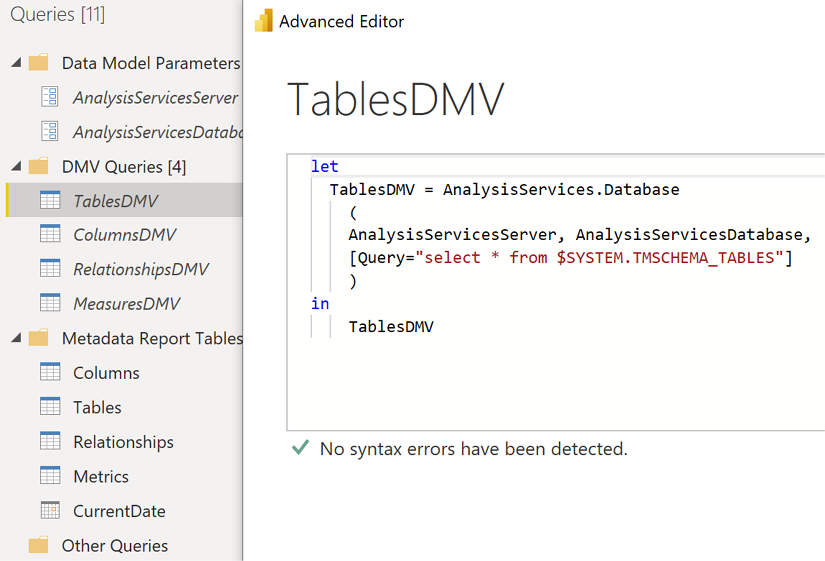 Queries [11]
Data Model Parameters
AnalysisServicesServer
AnalysisServicesDataba
DMV Queries [4]
TablesDMV
ColumnsDMV
RelationshipsDMV
MeasuresDMV
Metadata Report Tables
Columns
Tables
Relationships
Metrics
CurrentDate
Other Queries
Advanced Editor
TablesDMV
let
TablesDMV = AnalysisServices.Database
(
AnalysisServicesServer, AnalysisServicesDatabase,
[Query="select * from $SYSTEM.TMSCHEMA_TABLES"]
)
in
TablesDMV
No syntax errors have been detected.